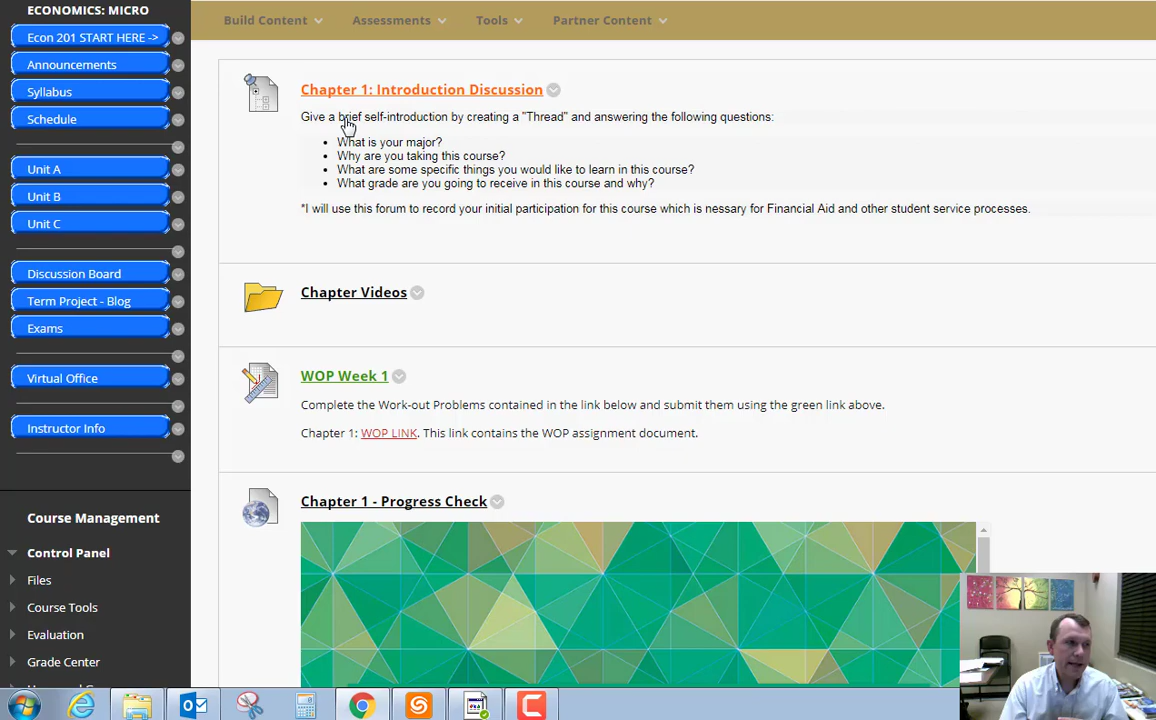 ECONOMICS: MICRO
Econ 201 START HERE ->
Announcements
Syllabus
Schedule
Unit A
Unit B
Unit C
Discussion Board
Term Project - Blog
Exams
Virtual Office
Instructor Info
Course Management
Control Panel
Files
Course Tools
Evaluation
Grade Center
Build Content
Assessments
Tools
Partner Content
Chapter 1: Introduction Discussion
Give a brief self-introduction by creating a "Thread" and answering the following questions:
What is your major?
Why are you taking this course?
What are some specific things you would like to learn in this course?
What grade are you going to receive in this course and why?
*I will use this forum to record your initial participation for this course which is nessary for Financial Aid and other student service processes.
Chapter Videos
WOP Week 1
Complete the Work-out Problems contained in the link below and submit them using the green link above.
Chapter 1: WOP LINK. This link contains the WOP assignment document.
Chapter 1 - Progress Check